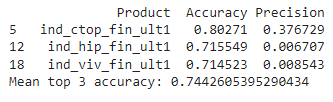 Product Accuracy Precision
5 ind_ctop_fin_ult1 0.80271 0.376729
12 ind_hip_fin_ult1 0.715549 0.006707
18 ind_viv_fin_ult1 0.714523 0.008543
Mean top 3 accuracy: 0.7442605395290434